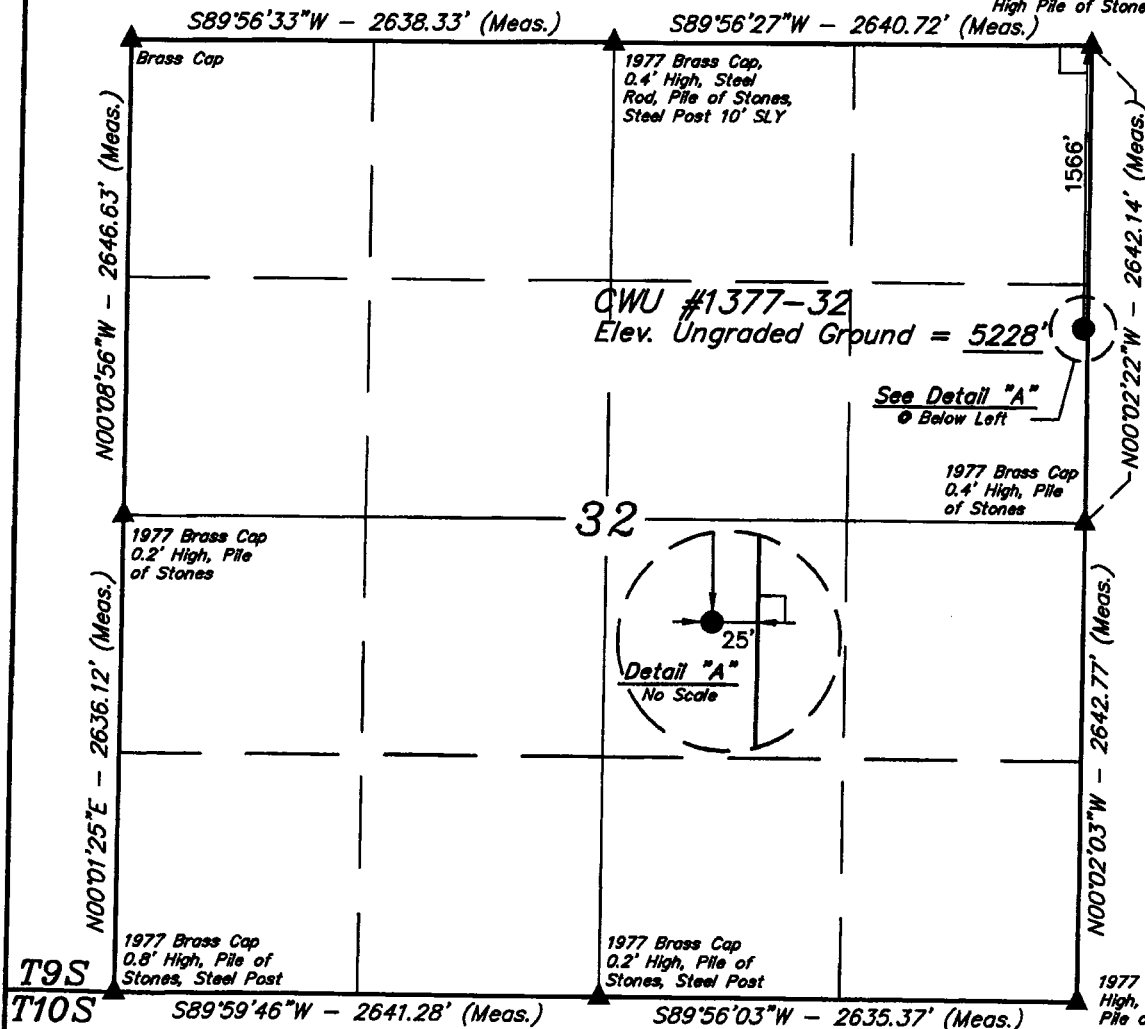 High Pile of Stone
S89°56'33"W - 2638.33' (Meas.)
S89°56'27"W - 2640.72' (Meas.)
Brass Cap
1977 Brass Cap,
0.4' High, Steel
Rod, Pile of Stones,
Steel Post 10' SLY
N00°08'56"W - 2646.63' (Meas.)
1566'
N00°02'22"W - 2642.14' (Meas.)
CWU #1377-32
Elev. Ungraded Ground = 5228'
See Detail "A"
@ Below Left
1977 Brass Cap
0.4' High, Pile
of Stones
32
1977 Brass Cap
0.2' High, Pile
of Stones
25'
Detail "A"
No Scale
N00°01'25"E - 2636.12' (Meas.)
N00°02'03"W - 2642.77' (Meas.)
1977 Brass Cap
0.8' High, Pile of
Stones, Steel Post
1977 Brass Cap
0.2' High, Pile of
Stones, Steel Post
1977
High,
Pile
T9S
T10S
S89°59'46"W - 2641.28' (Meas.)
S89°56'03"W - 2635.37' (Meas.)